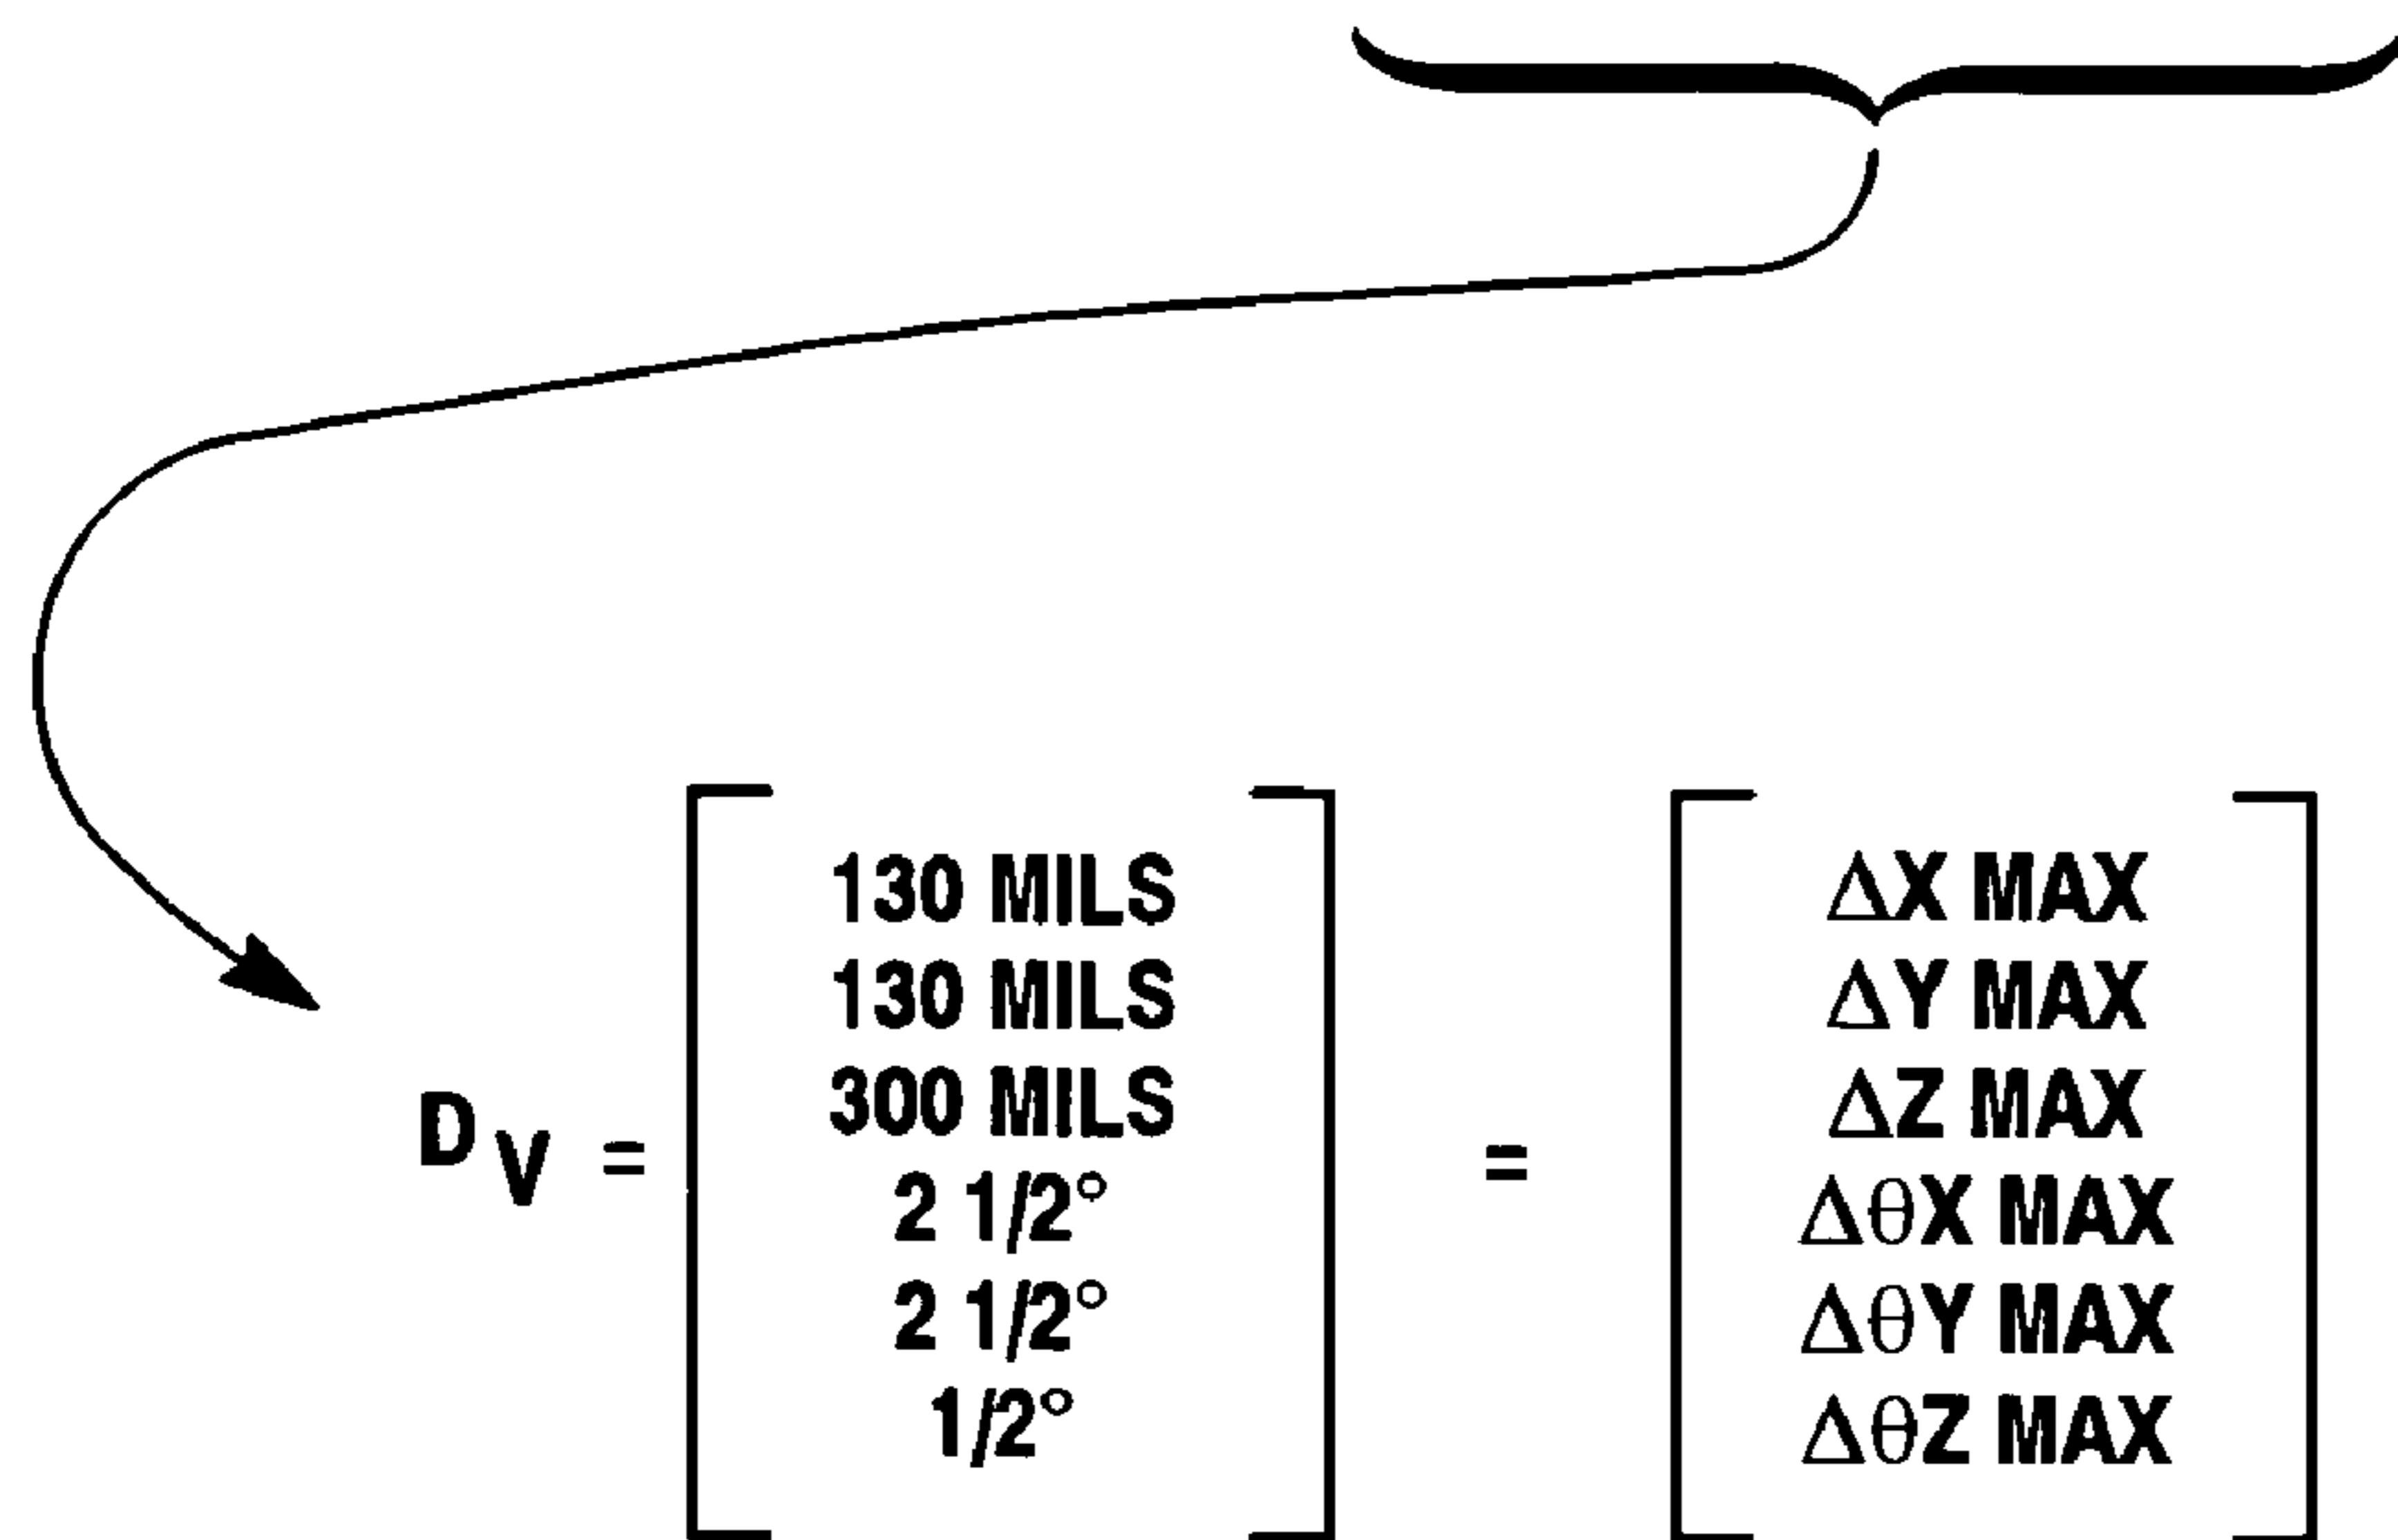 130 MILS ΔX MAX
130 MILS ΔY MAX
300 MILS ΔZ MAX
D V = 2 1/2° = ΔθX MAX
2 1/2° ΔθY MAX
1/2° ΔθZ MAX